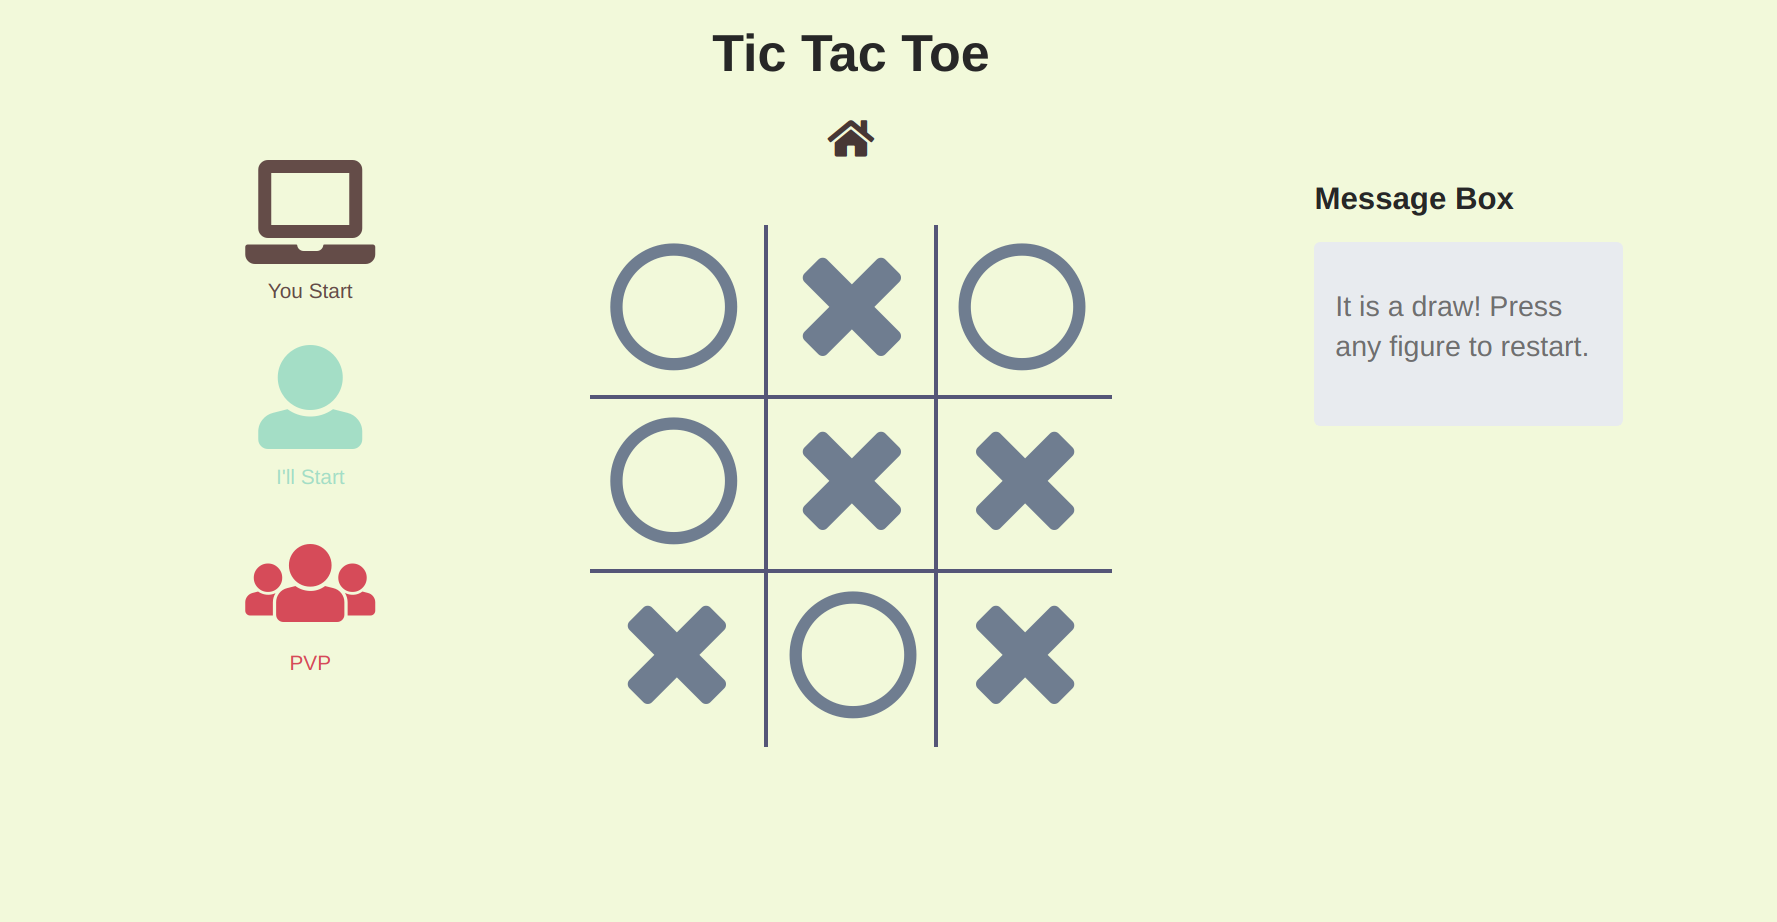 Tic Tac Toe
You Start
I'll Start
PVP
Message Box
It is a draw! Press
any figure to restart.